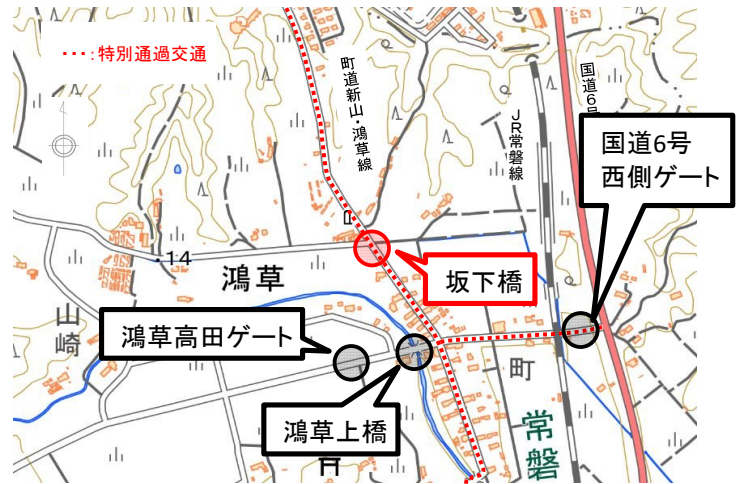 ･･･:特別通過交通
町道新山・鴻草線
JR常磐線
国道6号
国道6号
西側ゲート
・14
鴻草
坂下橋
山崎
鴻草高田ゲート
町
鴻草上橋
常磐